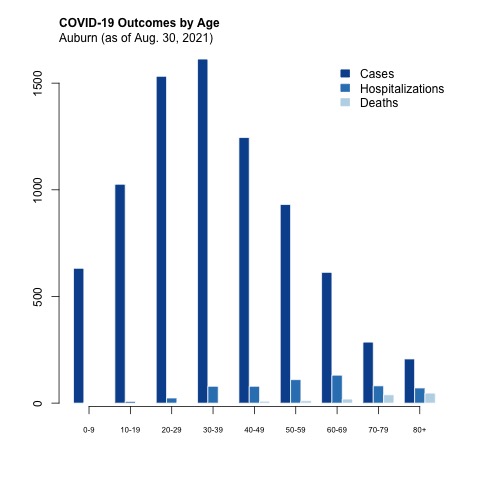 COVID-19 Outcomes by Age
Auburn (as of Aug. 30, 2021)
Cases
Hospitalizations
Deaths
1500
1000
500
0
0-9 10-19 20-29 30-39 40-49 50-59 60-69 70-79 80+